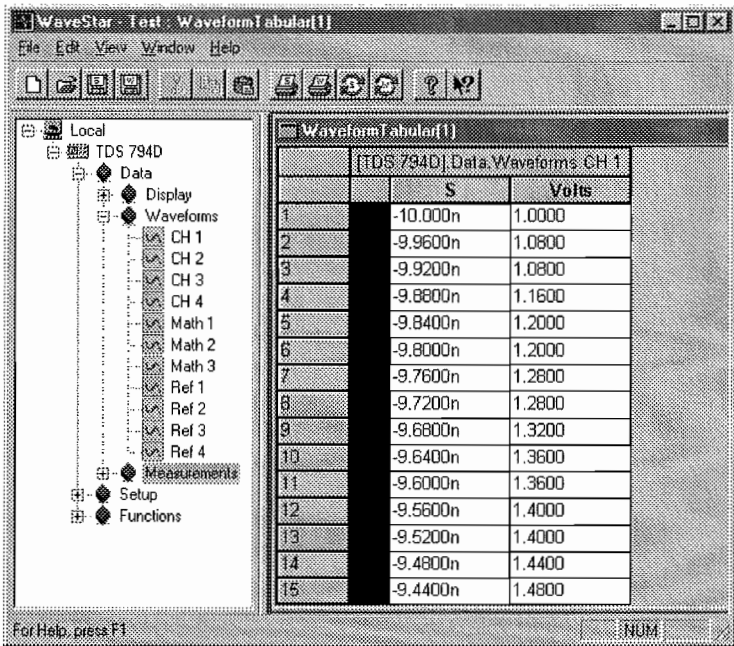 WaveStar - Test : WaveformTabular[1]
File Edit View Window Help
Local
TDS 794D
Data
Display
Waveforms
CH 1
CH 2
CH 3
CH 4
Math 1
Math 2
Math 3
Ref 1
Ref 2
Ref 3
Ref 4
Measurements
Setup
Functions
WaveformTabular[1]
[TDS 794D].Data.Waveforms.CH 1
S Volts
1 -10.000n 1.0000
2 -9.9600n 1.0800
3 -9.9200n 1.0800
4 -9.8800n 1.1600
5 -9.8400n 1.2000
6 -9.8000n 1.2000
7 -9.7600n 1.2800
8 -9.7200n 1.2800
9 -9.6800n 1.3200
10 -9.6400n 1.3600
11 -9.6000n 1.3600
12 -9.5600n 1.4000
13 -9.5200n 1.4000
14 -9.4800n 1.4400
15 -9.4400n 1.4800
For Help, press F1
NUM